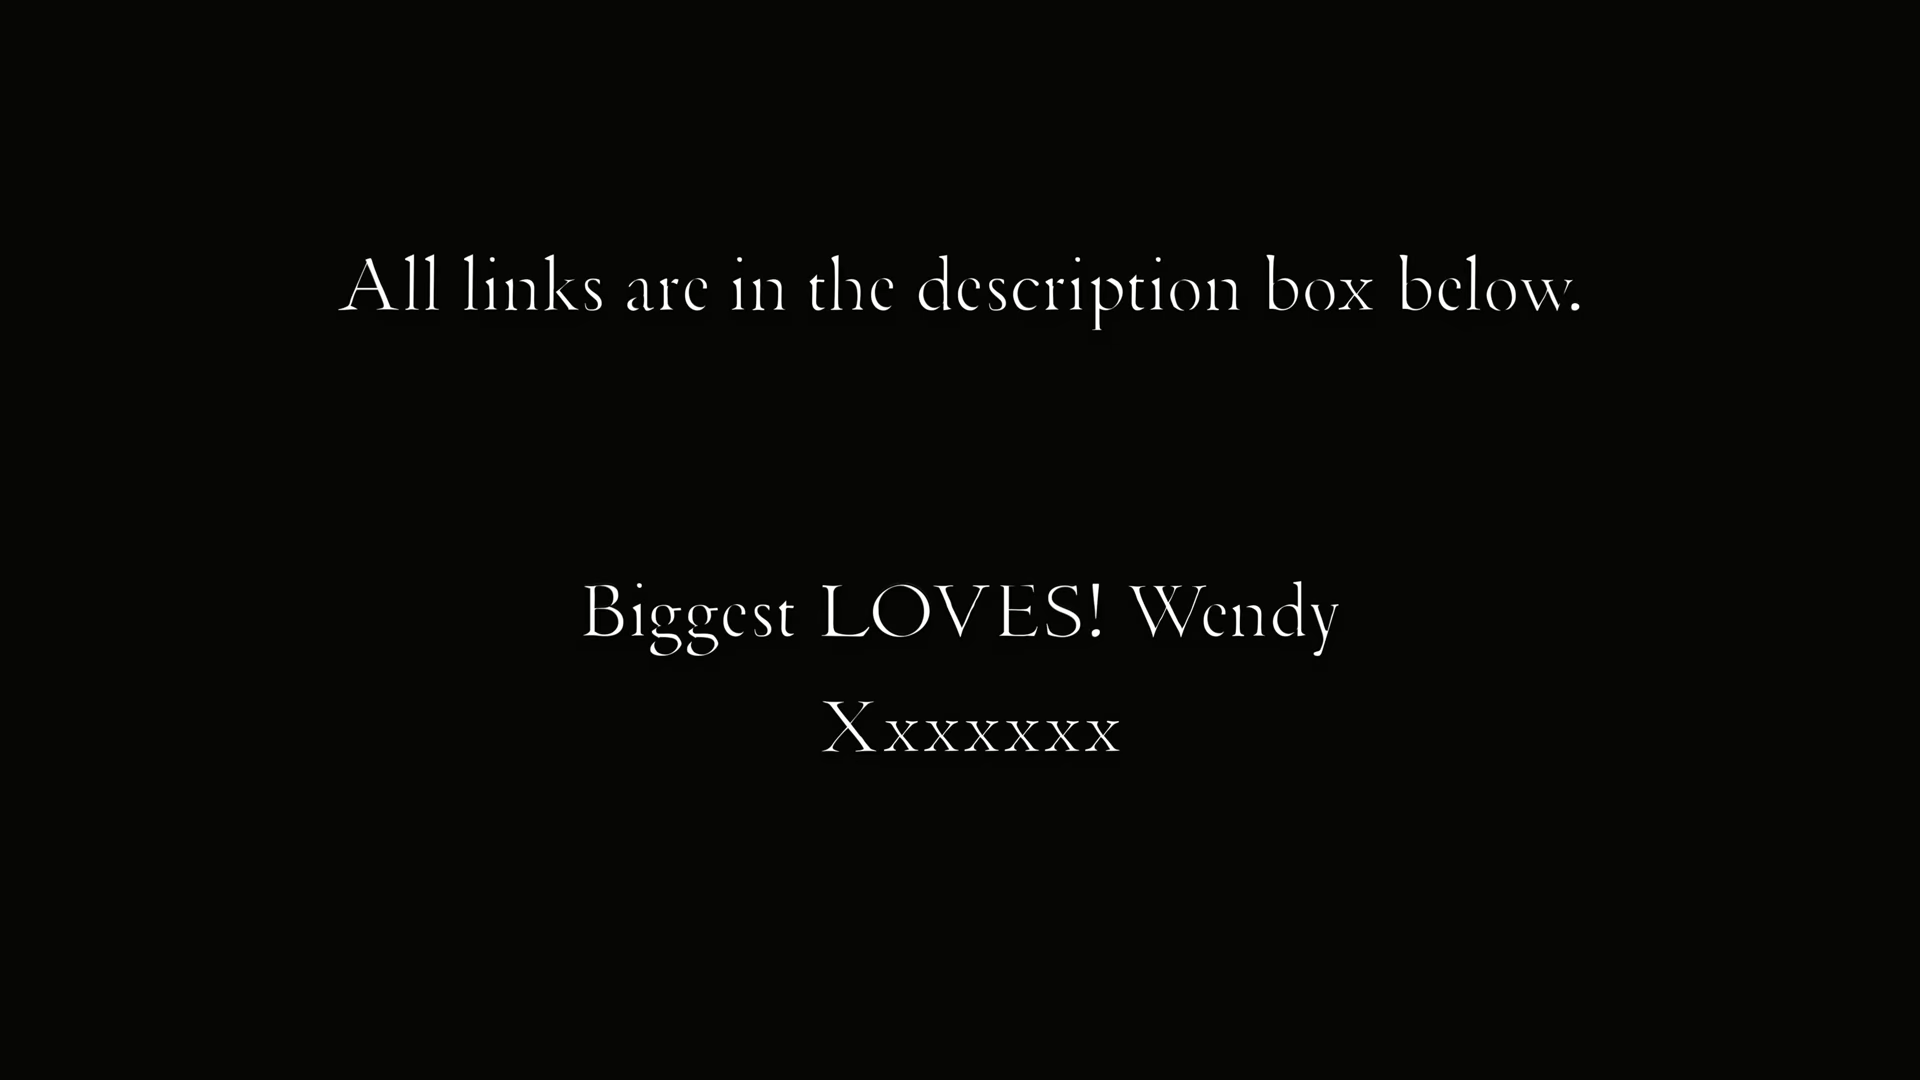 All links are in the description box below.
Biggest LOVES! Wendy
Xxxxxxx